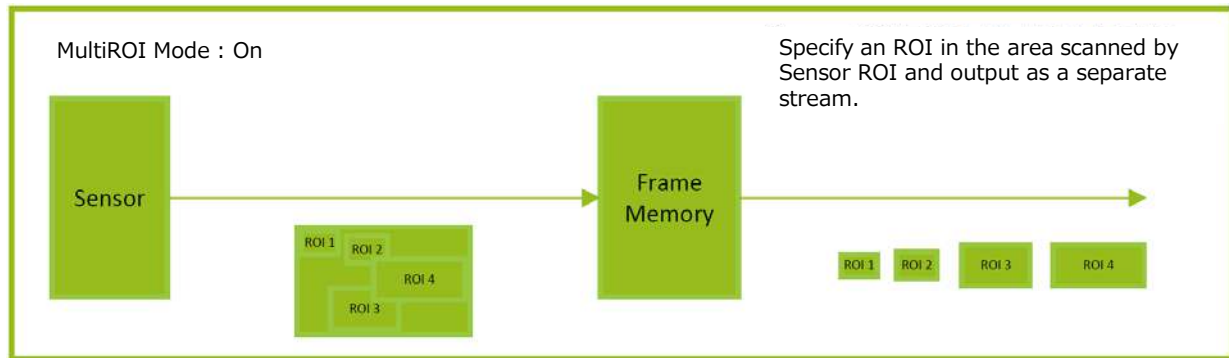 MultiROI Mode : On
Specify an ROI in the area scanned by
Sensor ROI and output as a separate
stream.
Sensor
Frame
Memory
ROI 1
ROI 2
ROI 4
ROI 3
ROI 1
ROI 2
ROI 3
ROI 4